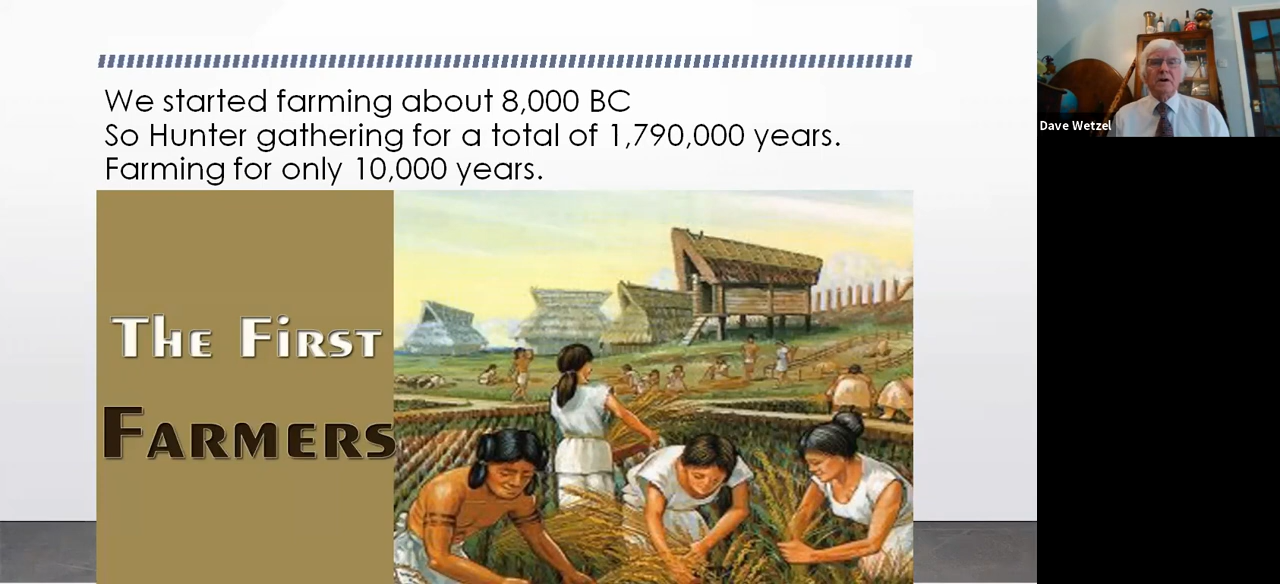 We started farming about 8,000 BC
So Hunter gathering for a total of 1,790,000 years.
Farming for only 10,000 years.
The First
Farmers
Dave Wetzel